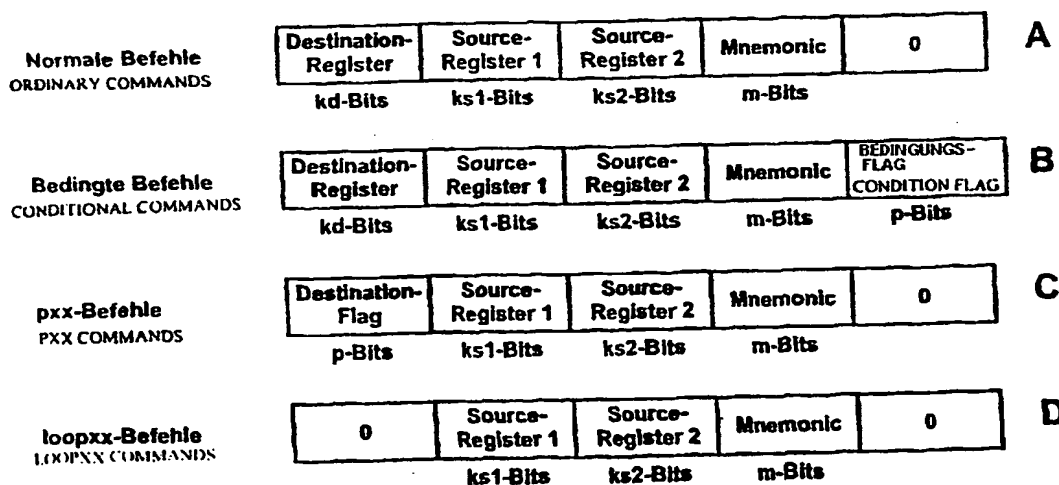 Normale Befehle
ORDINARY COMMANDS
Destination-
Register
Source-
Register 1
Source-
Register 2
Mnemonic
0
A
kd-Bits
ks1-Bits
ks2-Bits
m-Bits
Bedingte Befehle
CONDITIONAL COMMANDS
Destination-
Register
Source-
Register 1
Source-
Register 2
Mnemonic
BEDINGUNGS-
FLAG
CONDITION FLAG
B
kd-Bits
ks1-Bits
ks2-Bits
m-Bits
p-Bits
pxx-Befehle
PXX COMMANDS
Destination-
Flag
Source-
Register 1
Source-
Register 2
Mnemonic
0
C
p-Bits
ks1-Bits
ks2-Bits
m-Bits
loopxx-Befehle
LOOPXX COMMANDS
0
Source-
Register 1
Source-
Register 2
Mnemonic
0
D
ks1-Bits
ks2-Bits
m-Bits